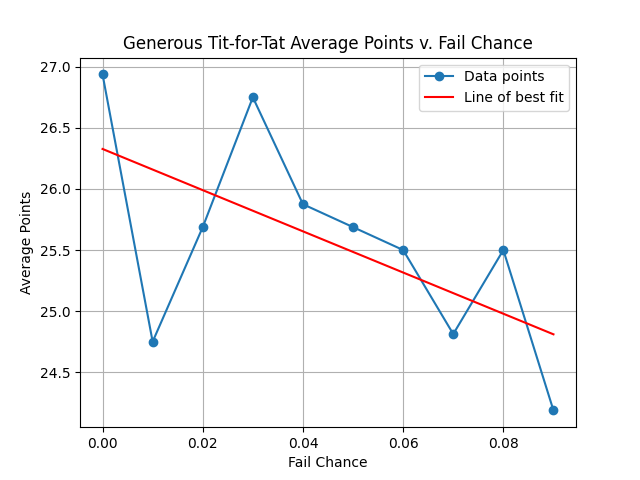 Generous Tit-for-Tat Average Points v. Fail Chance
Data points
Line of best fit
27.0
26.5
26.0
25.5
25.0
24.5
Average Points
0.00
0.02
0.04
0.06
0.08
Fail Chance